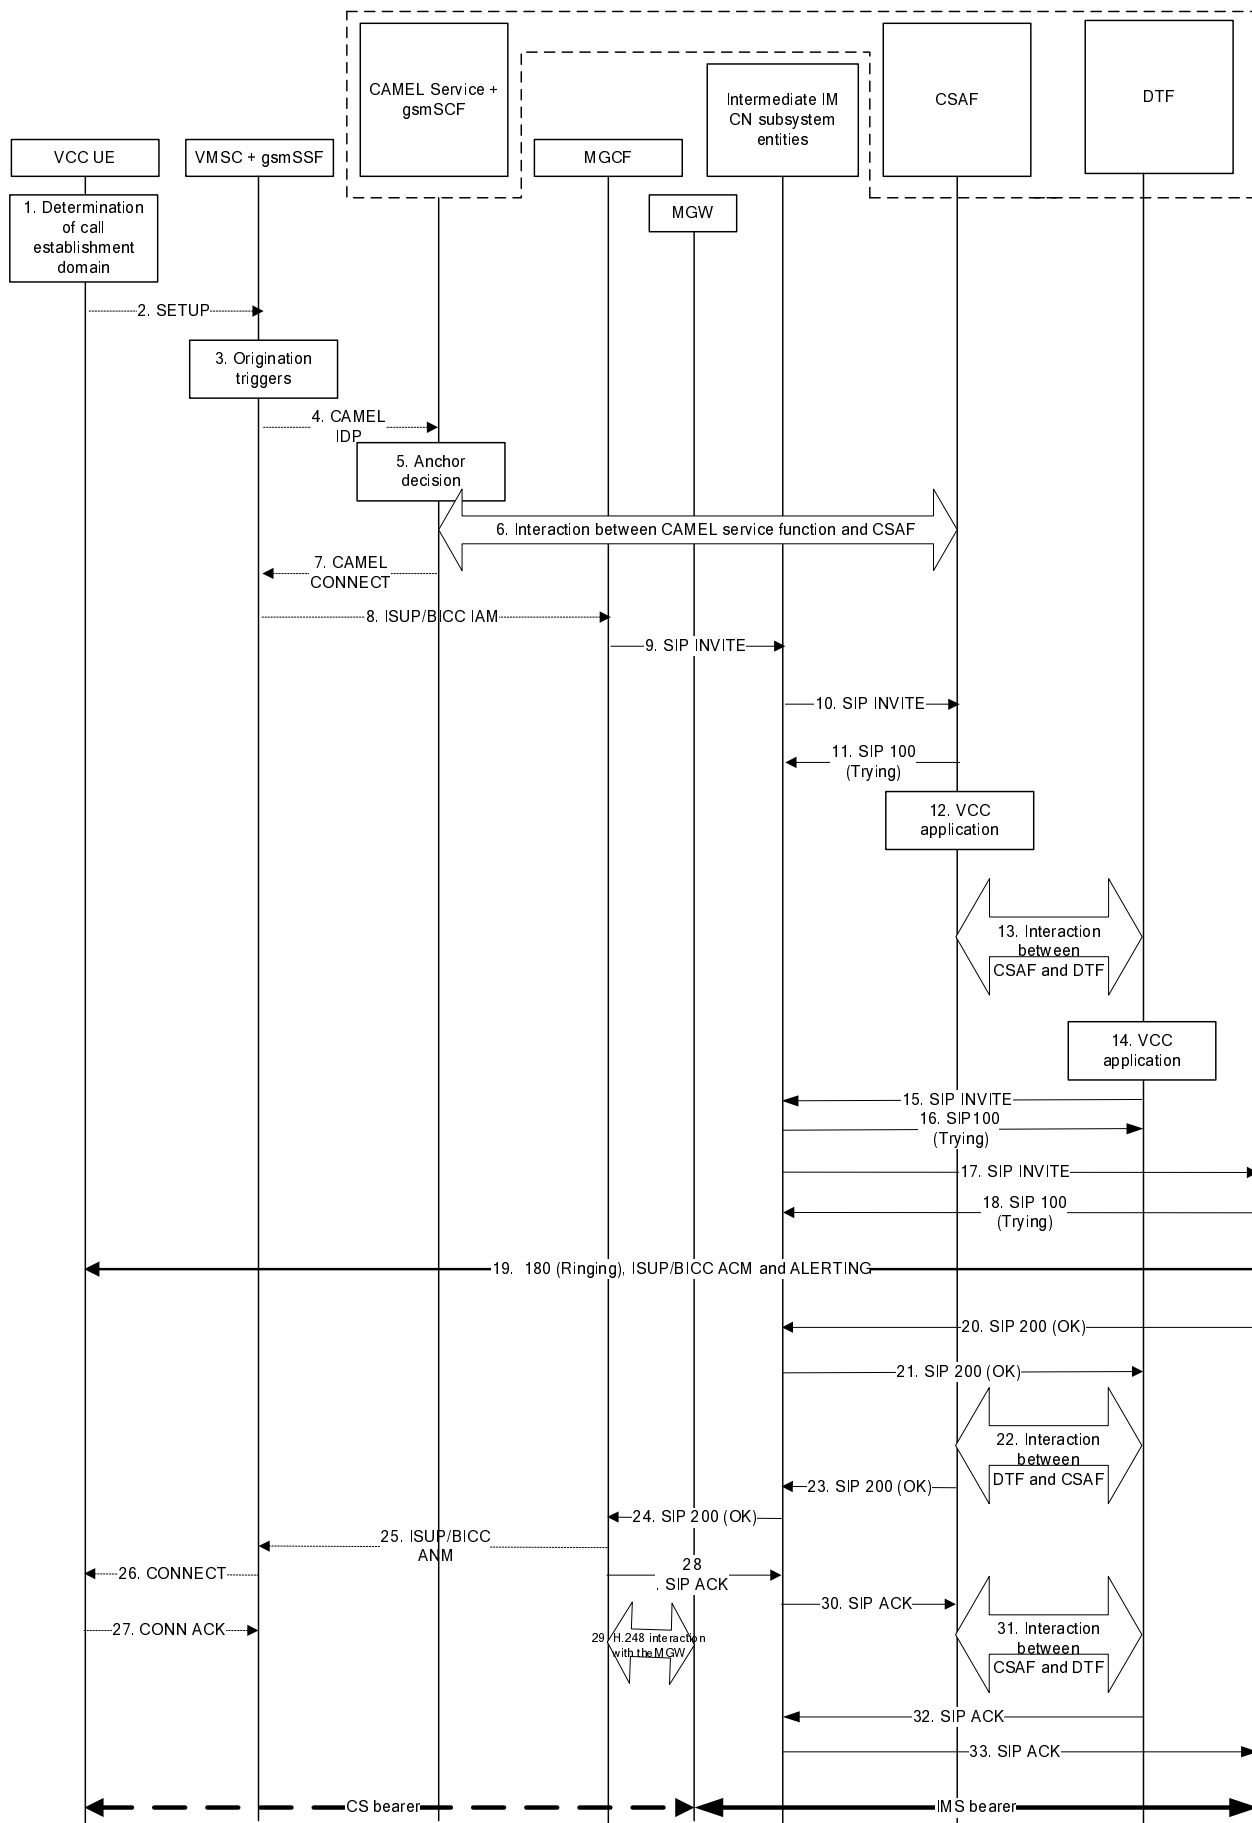 CAMEL Service +
gsmSCF
Intermediate IM
CN subsystem
entities
CSAF
DTF
VCC UE
VMSC + gsmSSF
MGCF
MGW
1. Determination
of call
establishment
domain
2. SETUP
3. Origination
triggers
4. CAMEL
IDP
5. Anchor
decision
6. Interaction between CAMEL service function and CSAF
7. CAMEL
CONNECT
8. ISUP/BICC IAM
9. SIP INVITE
10. SIP INVITE
11. SIP 100
(Trying)
12. VCC
application
13. Interaction
between
CSAF and DTF
14. VCC
application
15. SIP INVITE
16. SIP100
(Trying)
17. SIP INVITE
18. SIP 100
(Trying)
19. 180 (Ringing), ISUP/BICC ACM and ALERTING
20. SIP 200 (OK)
21. SIP 200 (OK)
22. Interaction
between
DTF and CSAF
23. SIP 200 (OK)
24. SIP 200 (OK)
25. ISUP/BICC
ANM
26. CONNECT
28
. SIP ACK
27. CONN ACK
29 H.248 interaction
with the MGW
30. SIP ACK
31. Interaction
between
CSAF and DTF
32. SIP ACK
33. SIP ACK
CS bearer
IMS bearer